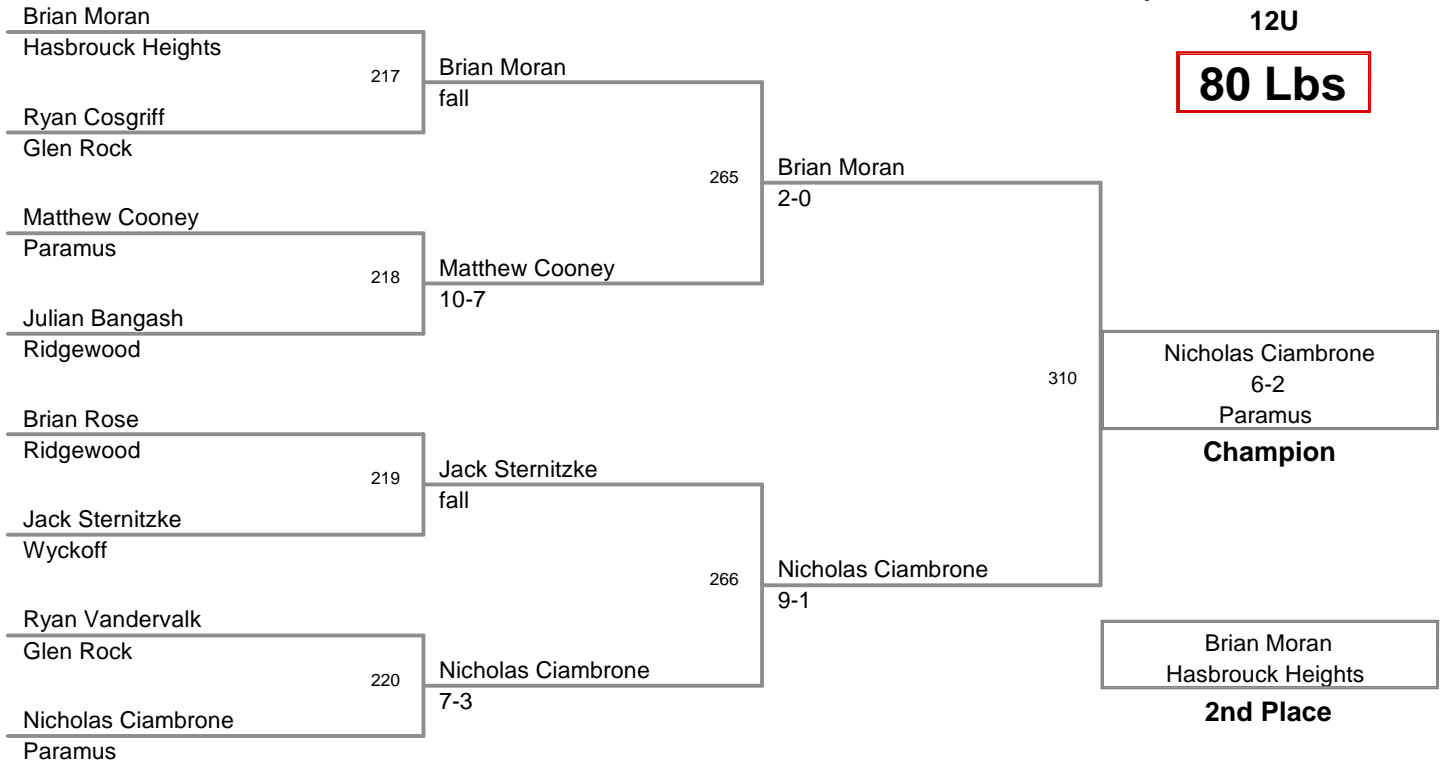 12U
80 Lbs
Brian Moran
Hasbrouck Heights
217
Ryan Cosgriff
Glen Rock
Matthew Cooney
Paramus
218
Julian Bangash
Ridgewood
Brian Rose
Ridgewood
219
Jack Sternitzke
Wyckoff
Ryan Vandervalk
Glen Rock
220
Nicholas Ciambrone
Paramus
Brian Moran
fall
265
Matthew Cooney
10-7
Jack Sternitzke
fall
266
Nicholas Ciambrone
7-3
Brian Moran
2-0
310
Nicholas Ciambrone
9-1
Nicholas Ciambrone
6-2
Paramus
Champion
Brian Moran
Hasbrouck Heights
2nd Place